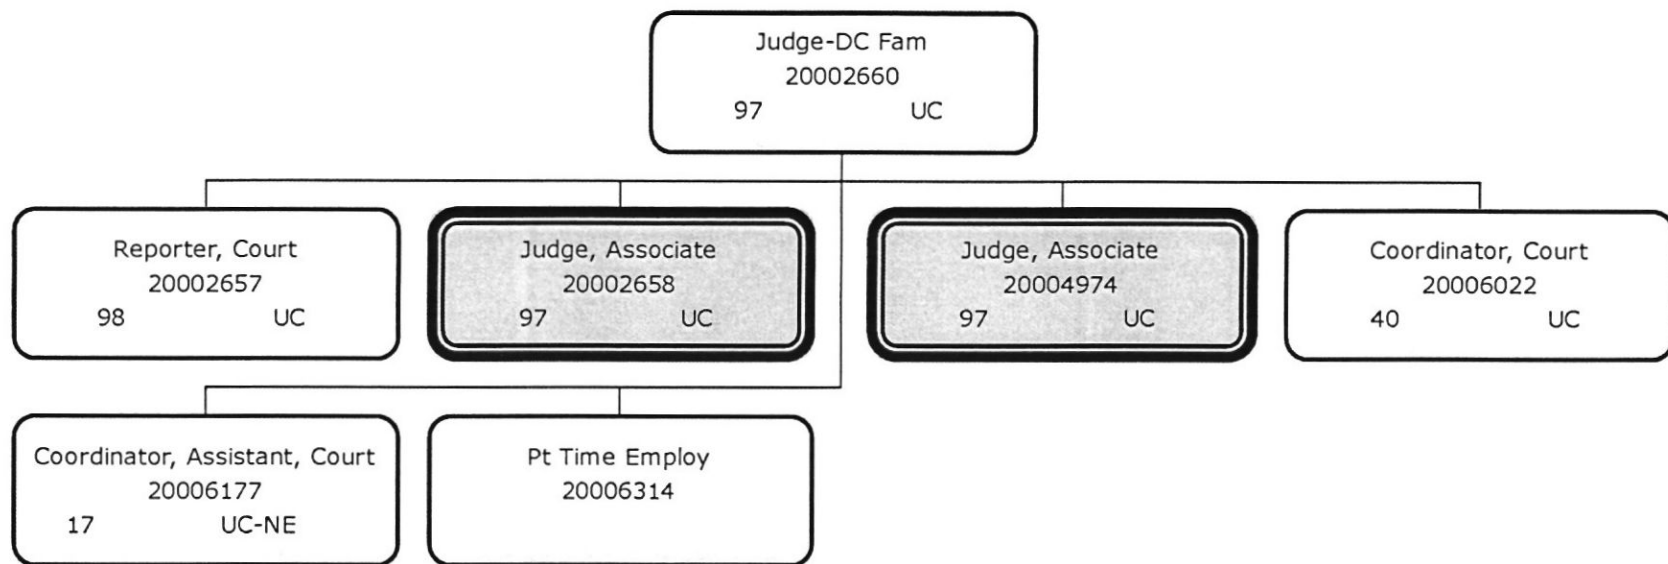 Judge-DC Fam
20002660
97 UC
Reporter, Court
20002657
98 UC
Judge, Associate
20002658
97 UC
Judge, Associate
20004974
97 UC
Coordinator, Court
20006022
40 UC
Coordinator, Assistant, Court
20006177
17 UC-NE
Pt Time Employ
20006314